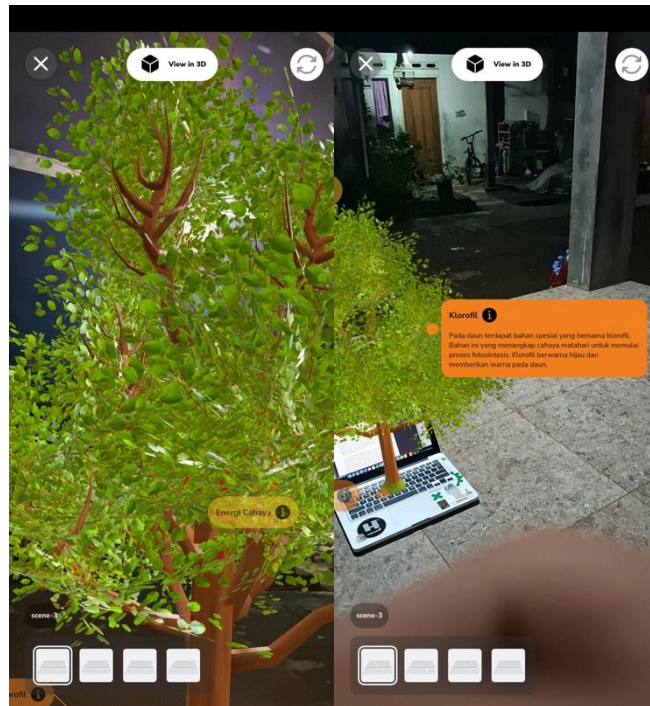 View in 3D
Energi Cahaya
scene-3
rofil
View in 3D
Klorofil
Pada daun terdapat bahan spesial yang bernama klorofil.
Bahan ini yang menangkap cahaya matahari untuk memulai
proses fotosintesis. Klorofil berwarna hijau dan
memberikan warna pada daun.
scene-3